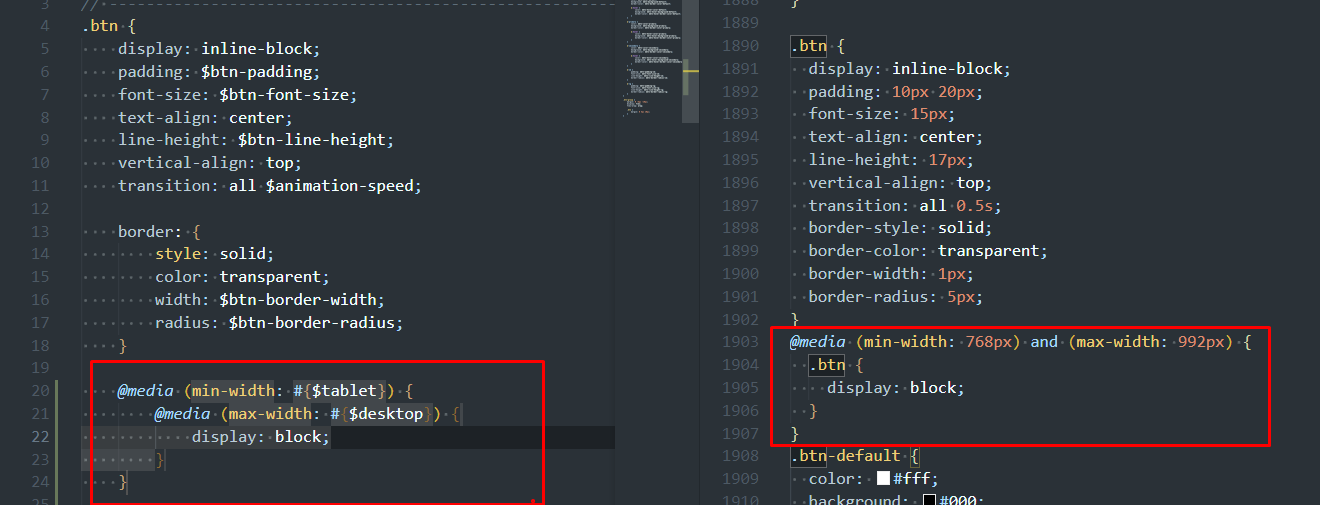 3 // ----------------------------------------
4 .btn {
5 display: inline-block;
6 padding: $btn-padding;
7 font-size: $btn-font-size;
8 text-align: center;
9 line-height: $btn-line-height;
10 vertical-align: top;
11 transition: all $animation-speed;
12
13 border: {
14 style: solid;
15 color: transparent;
16 width: $btn-border-width;
17 radius: $btn-border-radius;
18 }
19
20 @media (min-width: #{$tablet}) {
21 @media (max-width: #{$desktop}) {
22 display: block;
23 }
24 }
25
1888 }
1889
1890 .btn {
1891 display: inline-block;
1892 padding: 10px 20px;
1893 font-size: 15px;
1894 text-align: center;
1895 line-height: 17px;
1896 vertical-align: top;
1897 transition: all 0.5s;
1898 border-style: solid;
1899 border-color: transparent;
1900 border-width: 1px;
1901 border-radius: 5px;
1902 }
1903 @media (min-width: 768px) and (max-width: 992px) {
1904 .btn {
1905 display: block;
1906 }
1907 }
1908 .btn-default {
1909 color: #fff;
1910 background: #000;